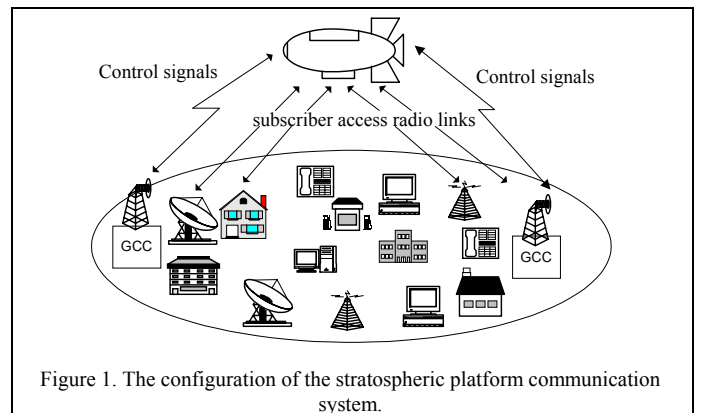 Control signals
Control signals
subscriber access radio links
GCC
GCC
Figure 1. The configuration of the stratospheric platform communication
system.